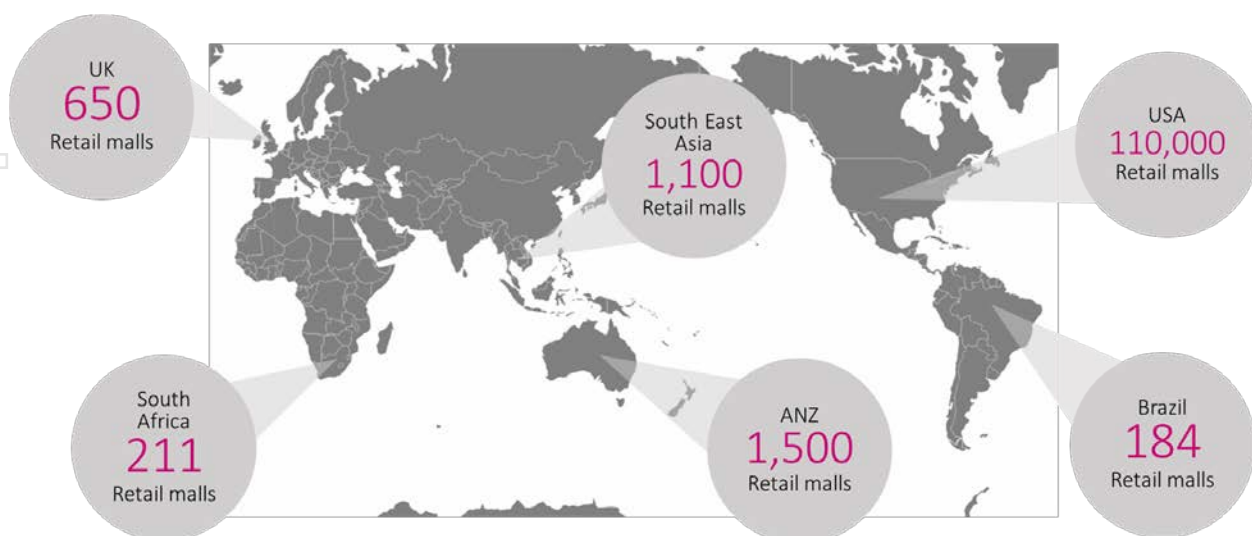 UK
650
Retail malls
South East
Asia
1,100
Retail malls
USA
110,000
Retail malls
South
Africa
211
Retail malls
ANZ
1,500
Retail malls
Brazil
184
Retail malls